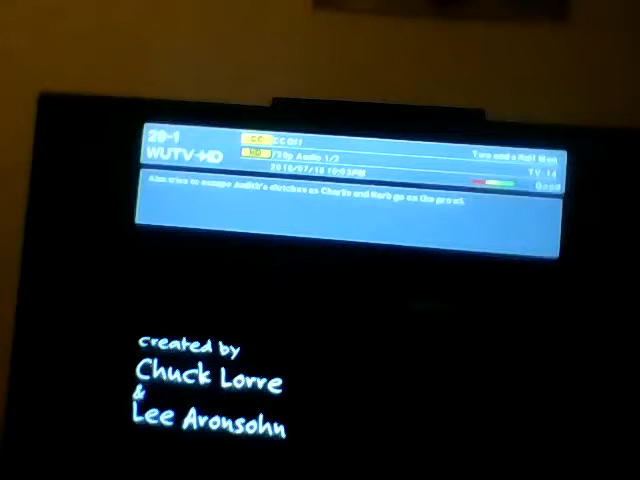 29-1
WUTV-HD
CC CC Off
HD 720p Audio 1/2
2016/07/18 10:03PM
Two and a Half Men
TV-14
Good
Alan tries to escape Judith's clutches as Charlie and Herb go on the prowl.
created by
Chuck Lorre
&
Lee Aronsohn